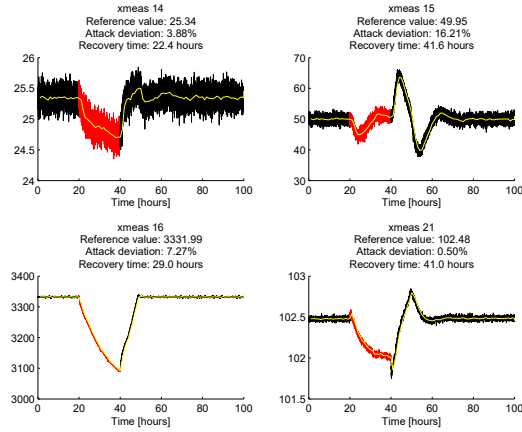 xmeas 14
Reference value: 25.34
Attack deviation: 3.88%
Recovery time: 22.4 hours
26
25.5
25
24.5
24
0 20 40 60 80 100
Time [hours]
xmeas 15
Reference value: 49.95
Attack deviation: 16.21%
Recovery time: 41.6 hours
70
60
50
40
30
0 20 40 60 80 100
Time [hours]
xmeas 16
Reference value: 3331.99
Attack deviation: 7.27%
Recovery time: 29.0 hours
3400
3300
3200
3100
3000
0 20 40 60 80 100
Time [hours]
xmeas 21
Reference value: 102.48
Attack deviation: 0.50%
Recovery time: 41.0 hours
103
102.5
102
101.5
0 20 40 60 80 100
Time [hours]